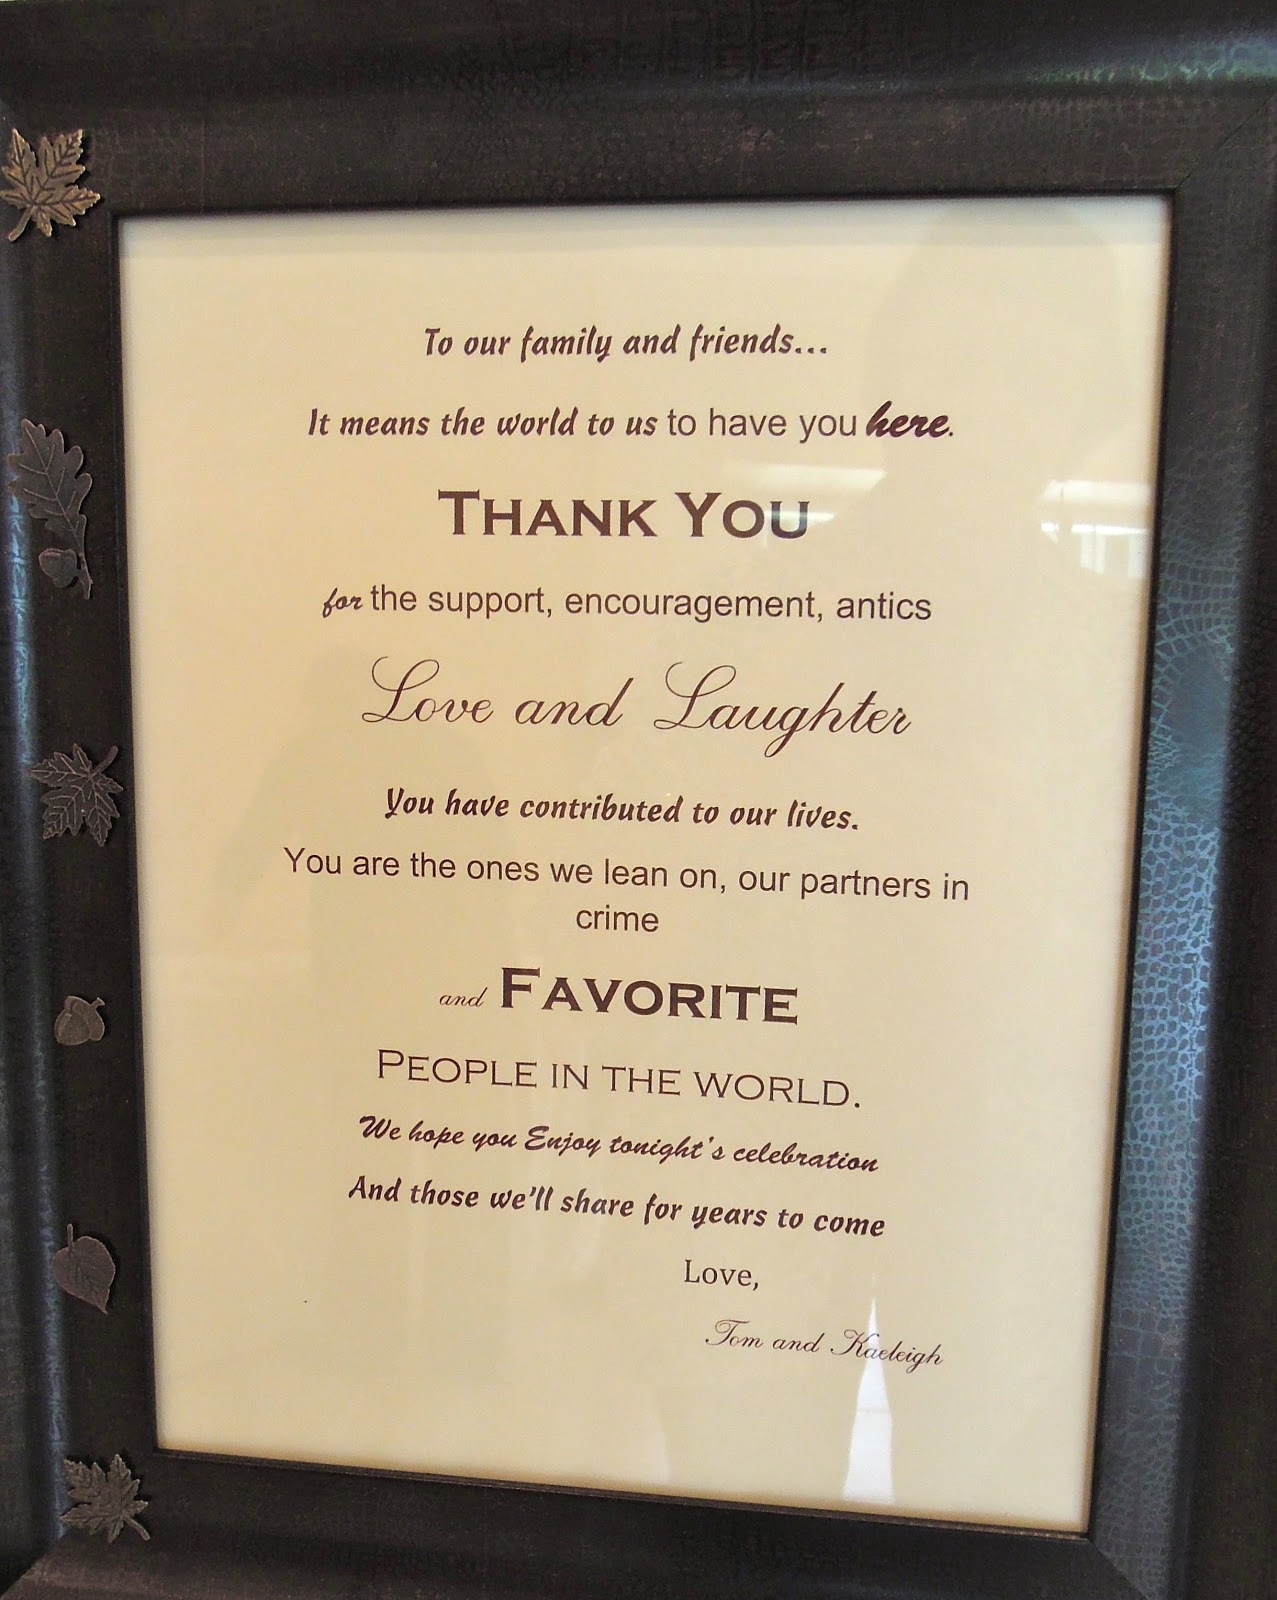 To our family and friends...
It means the world to us to have you here.
THANK YOU
for the support, encouragement, antics
Love and Laughter
You have contributed to our lives.
You are the ones we lean on, our partners in
crime
and FAVORITE
PEOPLE IN THE WORLD.
We hope you Enjoy tonight's celebration
And those we'll share for years to come
Love,
Tom and Kaeleigh